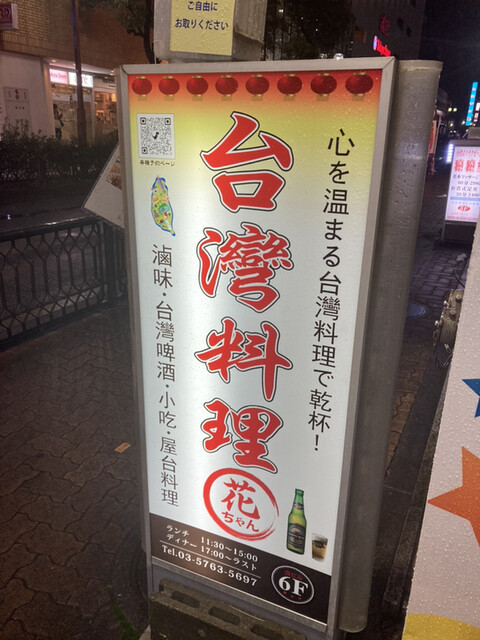 ご自由に
お取りください
心を温まる台湾料理で乾杯！
台灣料理
花
ちゃん
滷味・台灣啤酒・小吃・屋台料理
ランチ 11:30~15:00
ディナー 17:00~ラスト
Tel.03-5763-5697
6F